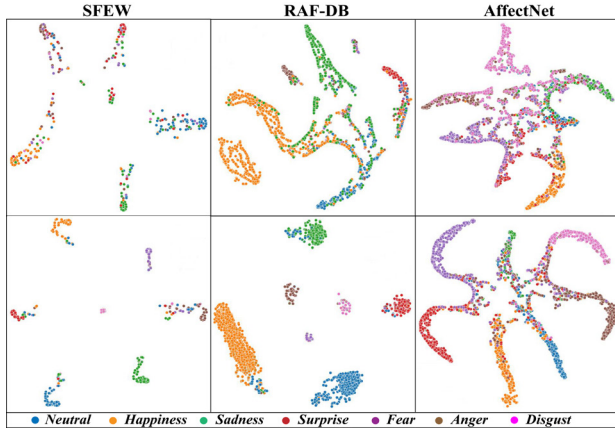 SFEW RAF-DB AffectNet
Neutral Happiness Sadness Surprise Fear Anger Disgust